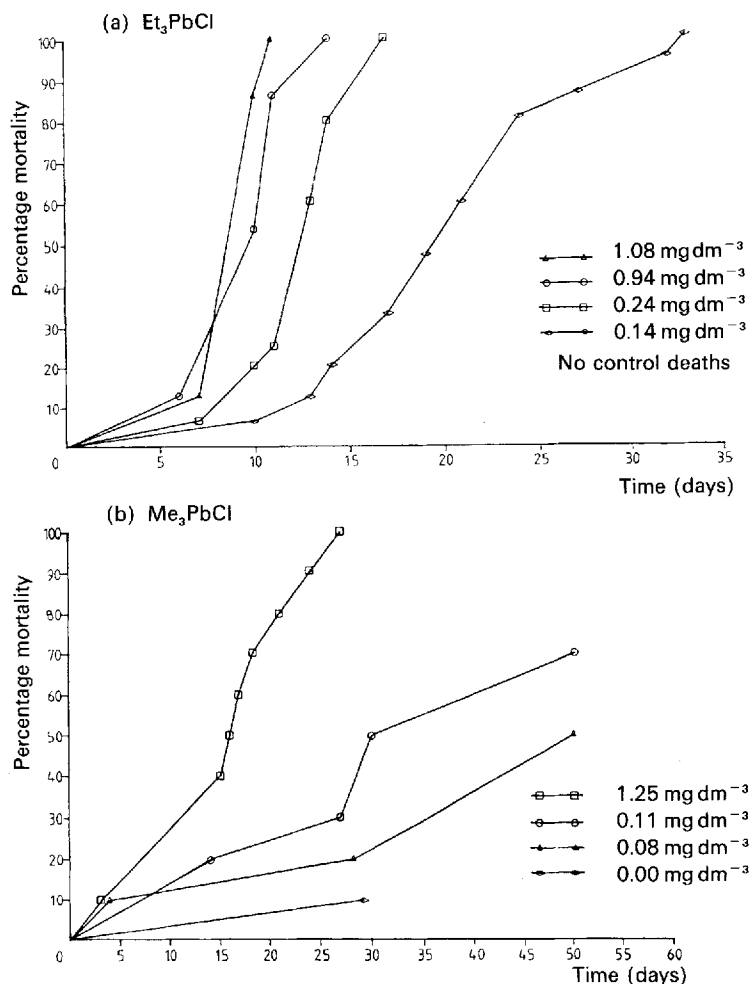 (a) Et₃PbCl
100
90
80
70
60
50
40
30
20
10
0
5
10
15
20
25
30
35
Percentage mortality
Time (days)
1.08 mg dm⁻³
0.94 mg dm⁻³
0.24 mg dm⁻³
0.14 mg dm⁻³
No control deaths
(b) Me₃PbCl
100
90
80
70
60
50
40
30
20
10
0
5
10
15
20
25
30
35
40
45
50
55
60
Percentage mortality
Time (days)
1.25 mg dm⁻³
0.11 mg dm⁻³
0.08 mg dm⁻³
0.00 mg dm⁻³